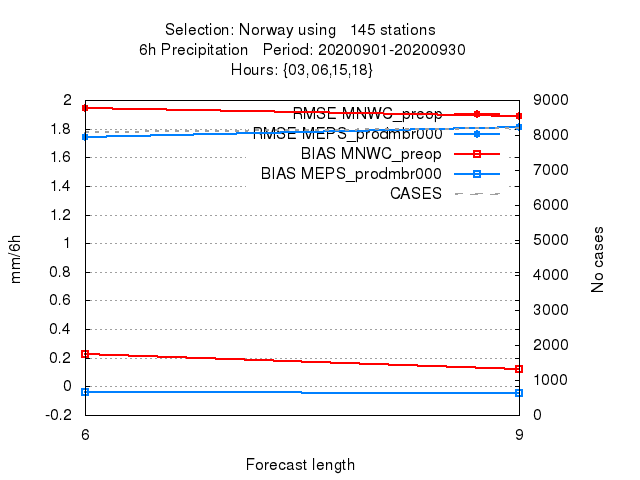 Selection: Norway using   145 stations
6h Precipitation   Period: 20200901-20200930
Hours: {03,06,15,18}
2
1.8
1.6
1.4
1.2
1
0.8
0.6
0.4
0.2
0
-0.2
9000
8000
7000
6000
5000
4000
3000
2000
1000
0
RMSE MNWC_preop
RMSE MEPS_prodmbr000
BIAS MNWC_preop
BIAS MEPS_prodmbr000
CASES
mm/6h
No cases
6
9
Forecast length